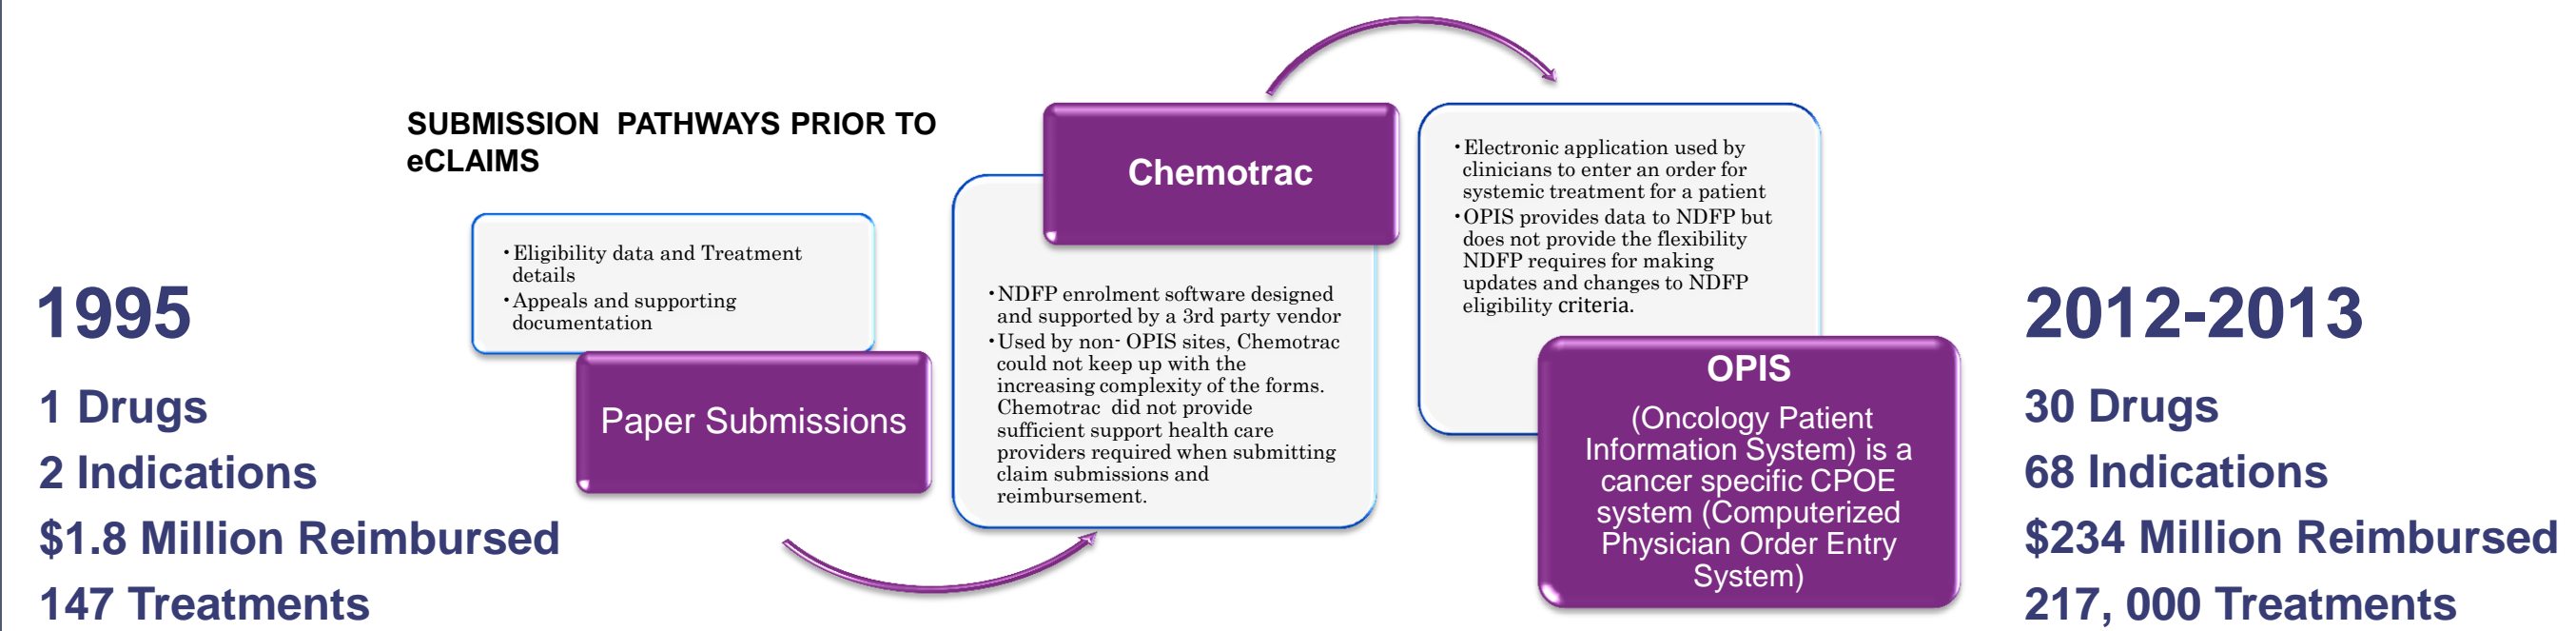 SUBMISSION PATHWAYS PRIOR TO
eCLAIMS
1995
1 Drugs
2 Indications
$1.8 Million Reimbursed
147 Treatments
•Eligibility data and Treatment
details
•Appeals and supporting
documentation
Paper Submissions
Chemotrac
•NDFP enrolment software designed
and supported by a 3rd party vendor
•Used by non- OPIS sites, Chemotrac
could not keep up with the
increasing complexity of the forms.
Chemotrac did not provide
sufficient support health care
providers required when submitting
claim submissions and
reimbursement.
•Electronic application used by
clinicians to enter an order for
systemic treatment for a patient
•OPIS provides data to NDFP but
does not provide the flexibility
NDFP requires for making
updates and changes to NDFP
eligibility criteria.
OPIS
(Oncology Patient
Information System) is a
cancer specific CPOE
system (Computerized
Physician Order Entry
System)
2012-2013
30 Drugs
68 Indications
$234 Million Reimbursed
217, 000 Treatments